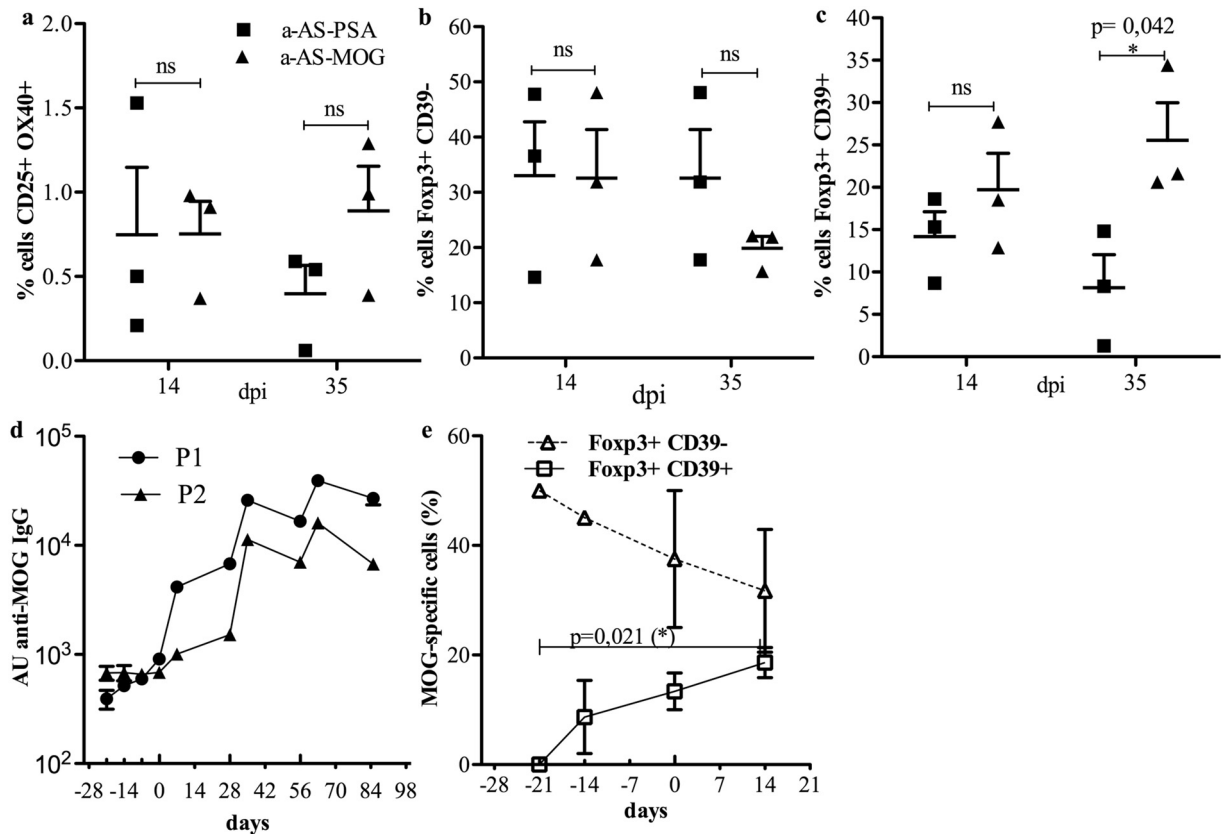 a
2.0
1.5
1.0
0.5
0.0
% cells CD25+ OX40+
a-AS-PSA
a-AS-MOG
ns
ns
14
35
dpi
b
60
50
40
30
20
10
0
% cells Foxp3+ CD39-
ns
ns
14
35
dpi
c
40
35
30
25
20
15
10
5
0
% cells Foxp3+ CD39+
ns
p= 0,042
*
14
35
dpi
d
10^5
10^4
10^3
10^2
AU anti-MOG IgG
P1
P2
-28 -14 0 14 28 42 56 70 84 98
days
e
60
40
20
0
MOG-specific cells (%)
Foxp3+ CD39-
Foxp3+ CD39+
p=0,021 (*)
-28 -21 -14 -7 0 7 14 21
days